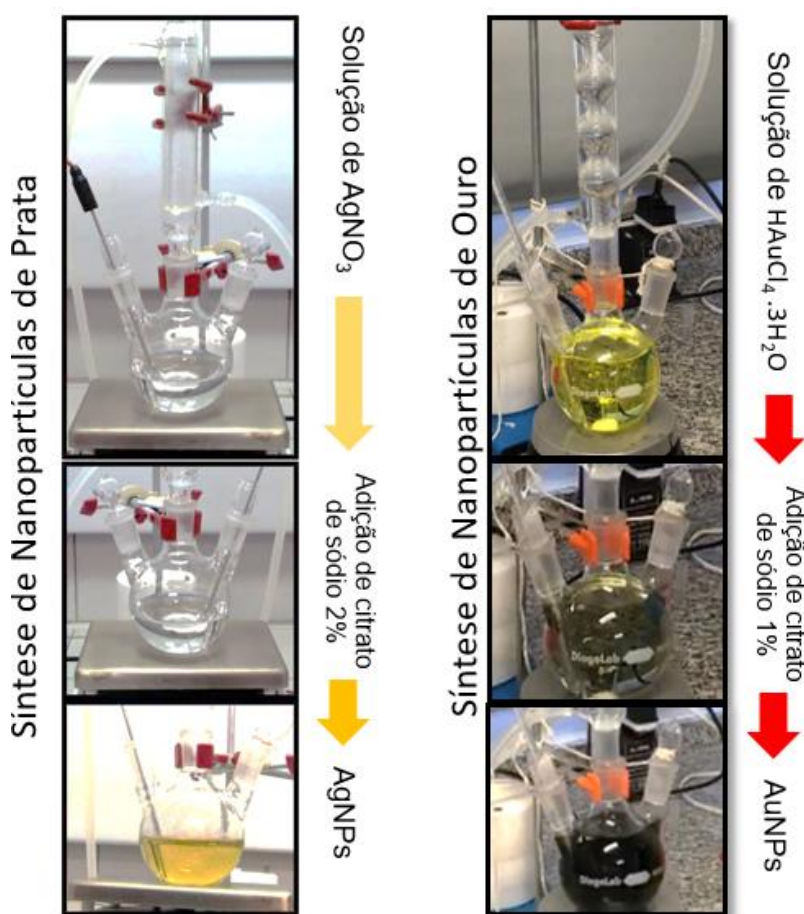 Síntese de Nanopartículas de Prata
Solução de AgNO₃
Adição de citrato
de sódio 2%
AgNPs
Síntese de Nanopartículas de Ouro
Solução de HAuCl₄.3H₂O
Adição de citrato
de sódio 1%
AuNPs
DiogoLab
DiogoLab
DiogoLab